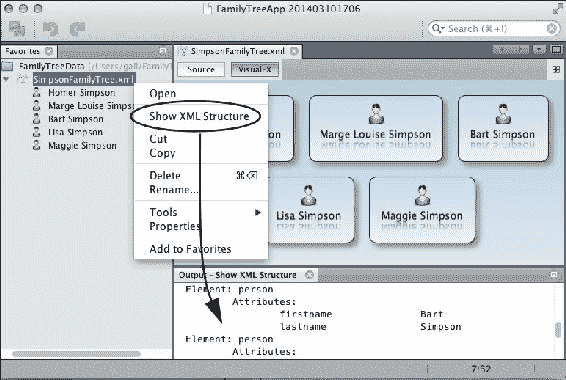 FamilyTreeApp 201403101706
Search (⌘+I)
Favorites
SimpsonFamilyTree.xml
FamilyTreeData [/Users/gail/FamilyT
SimpsonFamilyTree.xml
Homer Simpson
Marge Louise Simps
Bart Simpson
Lisa Simpson
Maggie Simpson
Source
Visual-X
Open
Show XML Structure
Cut
Copy
Delete
Rename...
Tools
Properties
Add to Favorites
Marge Louise Simpson
Bart Simpson
Lisa Simpson
Maggie Simpson
Output - Show XML Structure
Element: person
Attributes:
firstname Bart
lastname Simpson
Element: person
Attributes:
7:52